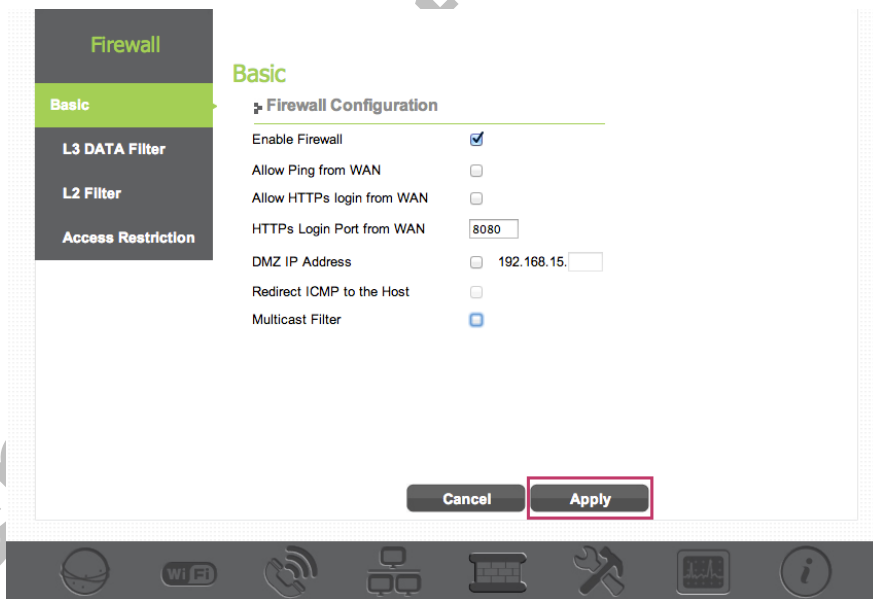 Firewall
Basic
L3 DATA Filter
L2 Filter
Access Restriction
Basic
Firewall Configuration
Enable Firewall
Allow Ping from WAN
Allow HTTPs login from WAN
HTTPs Login Port from WAN 8080
DMZ IP Address 192.168.15.
Redirect ICMP to the Host
Multicast Filter
Cancel Apply
Wi Fi i